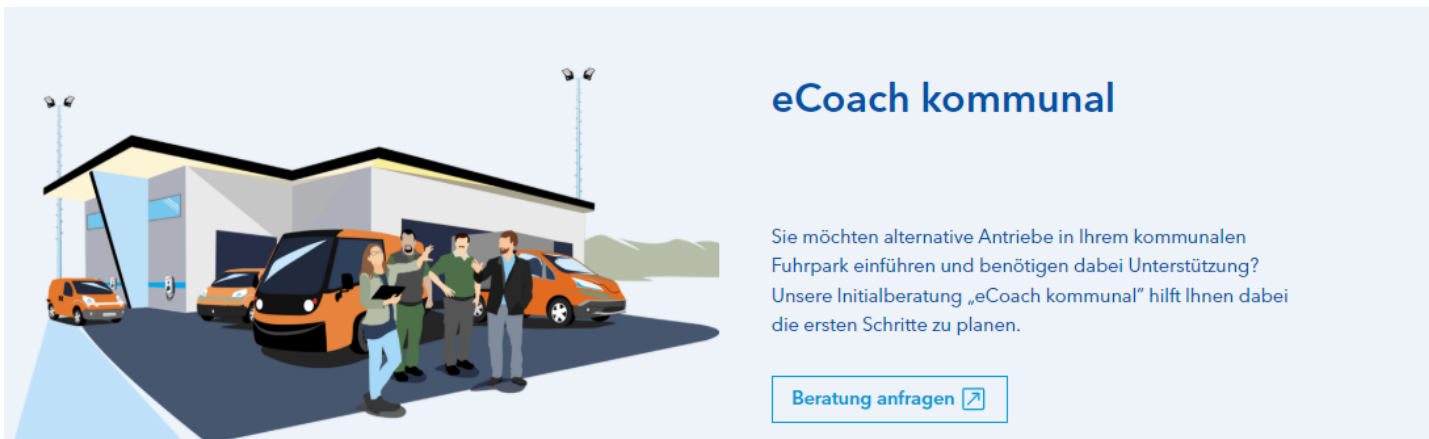 eCoach kommunal
Sie möchten alternative Antriebe in Ihrem kommunalen
Fuhrpark einführen und benötigen dabei Unterstützung?
Unsere Initialberatung „eCoach kommunal" hilft Ihnen dabei
die ersten Schritte zu planen.
Beratung anfragen